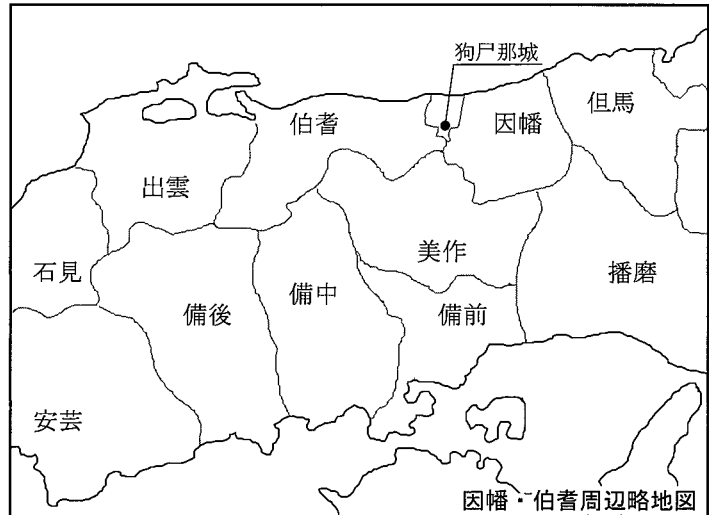 狗尸那城
伯耆
因幡
但馬
出雲
石見
美作
播磨
備後
備中
備前
安芸
因幡・伯耆周辺略地図